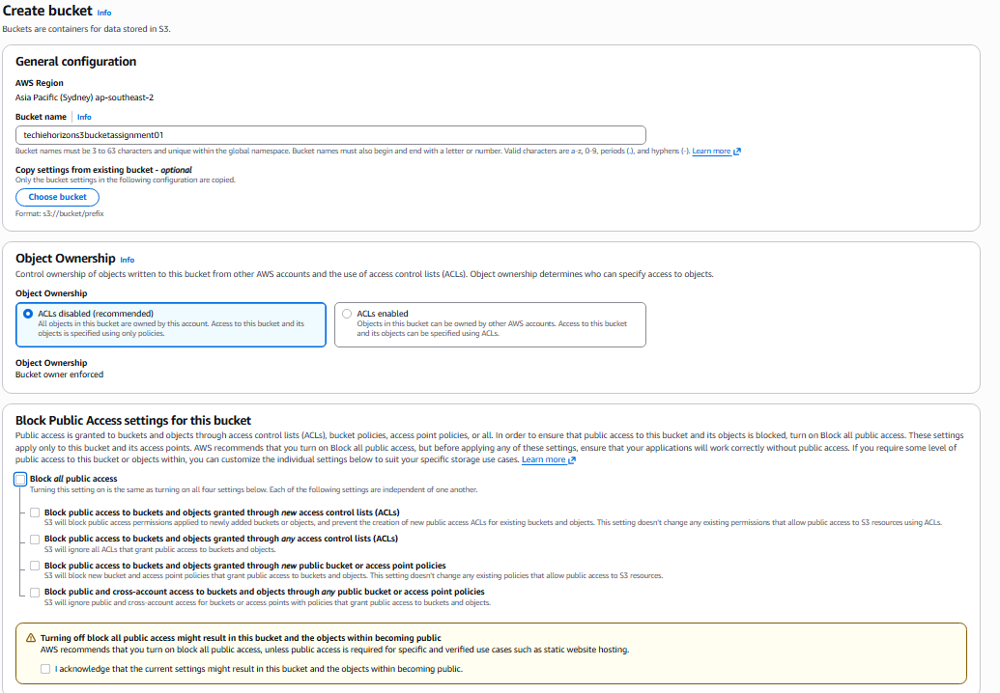 Create bucket Info
Buckets are containers for data stored in S3.
General configuration
AWS Region
Asia Pacific (Sydney) ap-southeast-2
Bucket name Info
techiehorizons3bucketassignment01
Bucket names must be 3 to 63 characters and unique within the global namespace. Bucket names must also begin and end with a letter or number. Valid characters are a-z, 0-9, periods (.), and hyphens (-). Learn more
Copy settings from existing bucket - optional
Only the bucket settings in the following configuration are copied.
Choose bucket
Format: s3://bucket/prefix
Object Ownership Info
Control ownership of objects written to this bucket from other AWS accounts and the use of access control lists (ACLs). Object ownership determines who can specify access to objects.
Object Ownership
ACLs disabled (recommended)
All objects in this bucket are owned by this account. Access to this bucket and its
objects is specified using only policies.
ACLs enabled
Objects in this bucket can be owned by other AWS accounts. Access to this bucket
and its objects can be specified using ACLs.
Object Ownership
Bucket owner enforced
Block Public Access settings for this bucket
Public access is granted to buckets and objects through access control lists (ACLs), bucket policies, access point policies, or all. In order to ensure that public access to this bucket and its objects is blocked, turn on Block all public access. These settings
apply only to this bucket and its access points. AWS recommends that you turn on Block all public access, but before applying any of these settings, ensure that your applications will work correctly without public access. If you require some level of
public access to this bucket or objects within, you can customize the individual settings below to suit your specific storage use cases. Learn more
Block all public access
Turning this setting on is the same as turning on all four settings below. Each of the following settings are independent of one another.
Block public access to buckets and objects granted through new access control lists (ACLs)
S3 will block public access permissions applied to newly added buckets or objects, and prevent the creation of new public access ACLs for existing buckets and objects. This setting doesn't change any existing permissions that allow public access to S3 resources using ACLs.
Block public access to buckets and objects granted through any access control lists (ACLs)
S3 will ignore all ACLs that grant public access to buckets and objects.
Block public access to buckets and objects granted through new public bucket or access point policies
S3 will block new bucket and access point policies that grant public access to buckets and objects. This setting doesn't change any existing policies that allow public access to S3 resources.
Block public and cross-account access to buckets and objects through any public bucket or access point policies
S3 will ignore public and cross-account access for buckets or access points with policies that grant public access to buckets and objects.
Turning off block all public access might result in this bucket and the objects within becoming public
AWS recommends that you turn on block all public access, unless public access is required for specific and verified use cases such as static website hosting.
I acknowledge that the current settings might result in this bucket and the objects within becoming public.